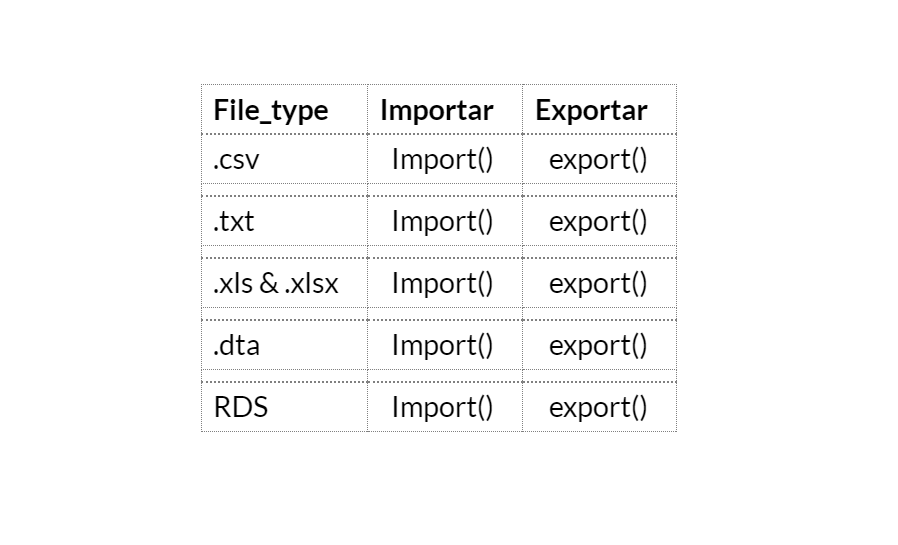 File_type Importar Exportar
.csv Import() export()
.txt Import() export()
.xls & .xlsx Import() export()
.dta Import() export()
RDS Import() export()